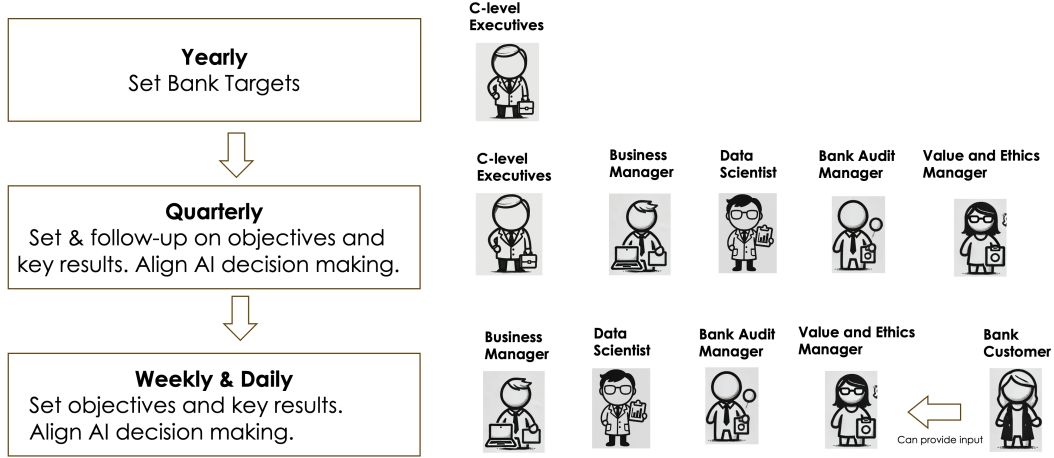 C-level
Executives
Yearly
Set Bank Targets
C-level
Executives
Business
Manager
Data
Scientist
Bank Audit
Manager
Value and Ethics
Manager
Quarterly
Set & follow-up on objectives and
key results. Align AI decision making.
Business
Manager
Data
Scientist
Bank Audit
Manager
Value and Ethics
Manager
Bank
Customer
Weekly & Daily
Set objectives and key results.
Align AI decision making.
Can provide input